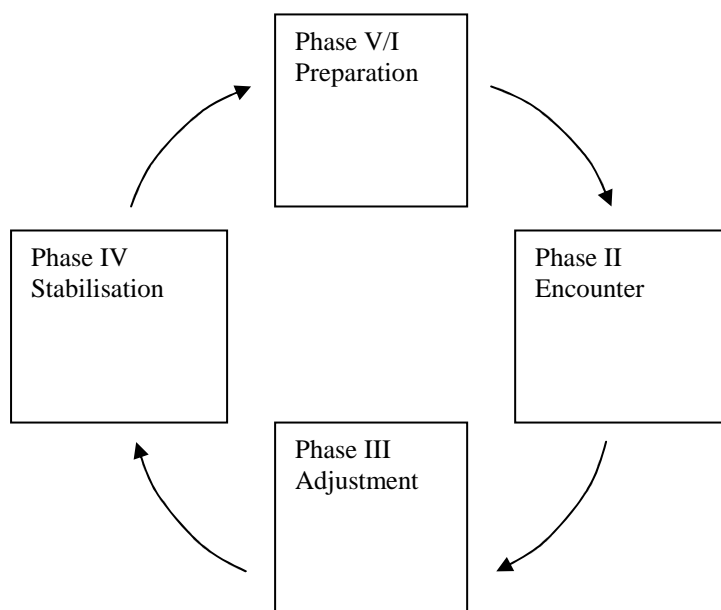 Phase V/I
Preparation
Phase IV
Stabilisation
Phase II
Encounter
Phase III
Adjustment